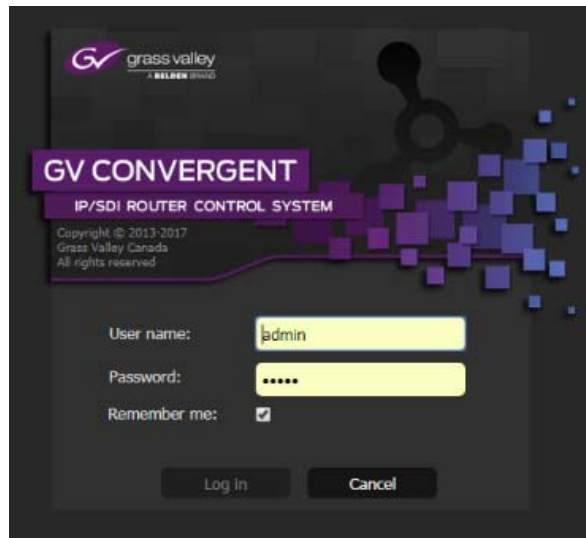 GV grass valley
A BELDEN BRAND
GV CONVERGENT
IP/SDI ROUTER CONTROL SYSTEM
Copyright © 2013-2017
Grass Valley Canada
All rights reserved
User name: admin
Password: •••••
Remember me:
Log in Cancel